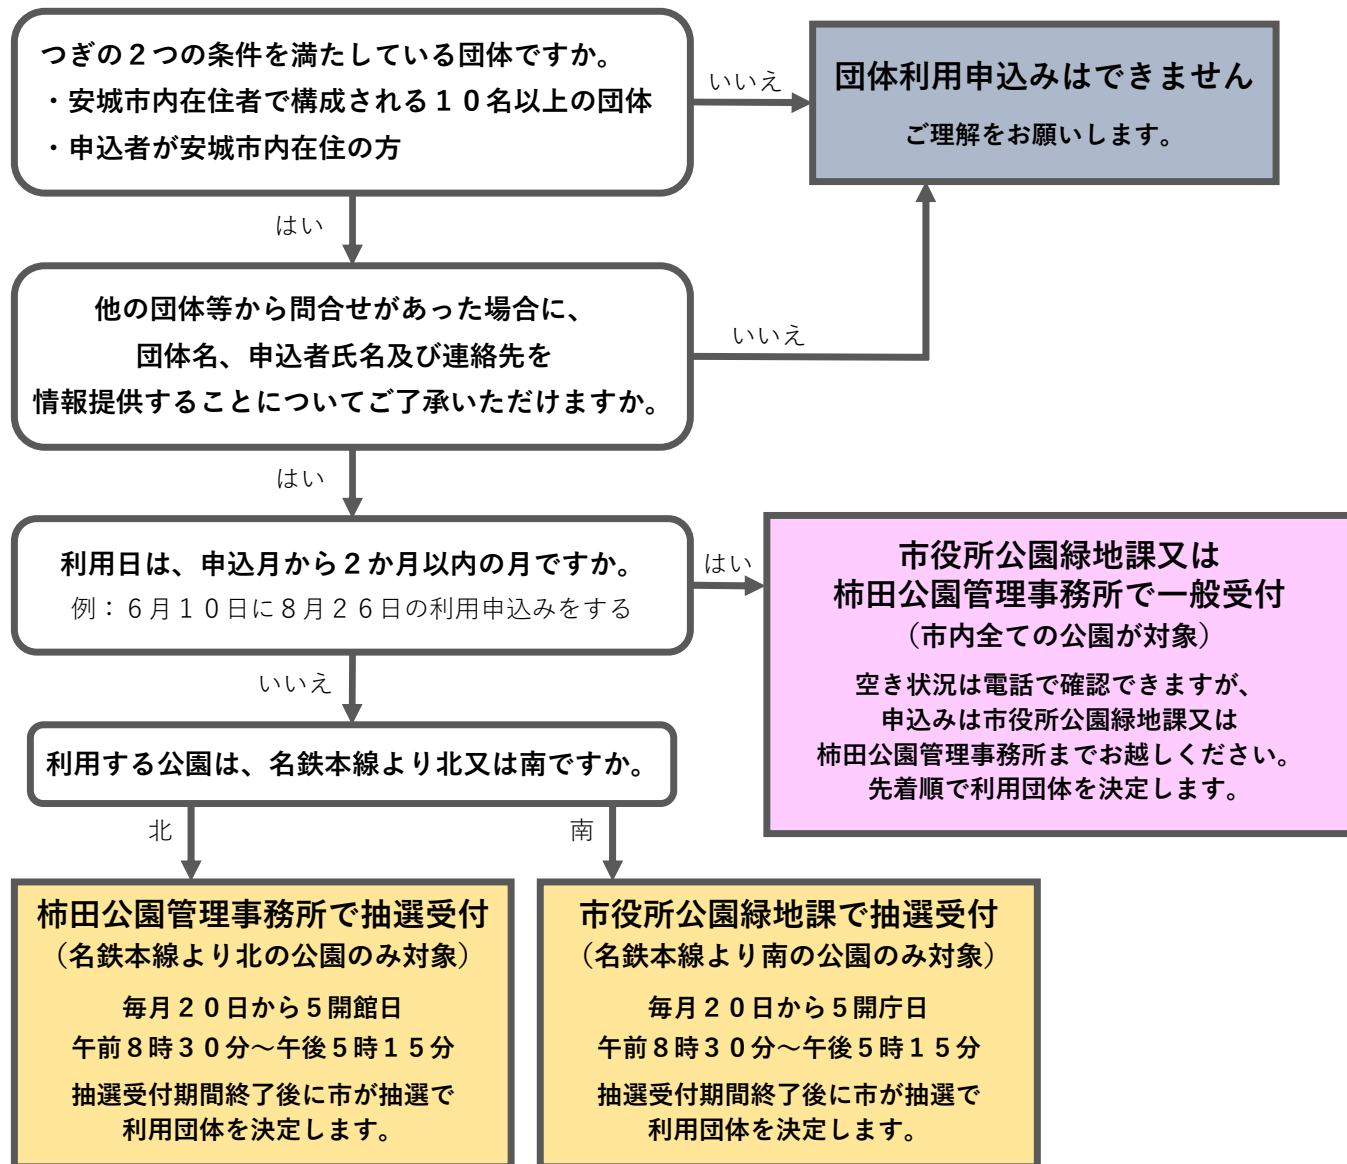 つぎの２つの条件を満たしている団体ですか。
・安城市内在住者で構成される１０名以上の団体
・申込者が安城市内在住の方
いいえ
団体利用申込みはできません
ご理解をお願いします。
はい
他の団体等から問合せがあった場合に、
団体名、申込者氏名及び連絡先を
情報提供することについてご了承いただけますか。
いいえ
はい
利用日は、申込月から２か月以内の月ですか。
例：６月１０日に８月２６日の利用申込みをする
はい
市役所公園緑地課又は
柿田公園管理事務所で一般受付
（市内全ての公園が対象）
空き状況は電話で確認できますが、
申込みは市役所公園緑地課又は
柿田公園管理事務所までお越しください。
先着順で利用団体を決定します。
いいえ
利用する公園は、名鉄本線より北又は南ですか。
北
南
柿田公園管理事務所で抽選受付
（名鉄本線より北の公園のみ対象）
毎月２０日から５開館日
午前８時３０分～午後５時１５分
抽選受付期間終了後に市が抽選で
利用団体を決定します。
市役所公園緑地課で抽選受付
（名鉄本線より南の公園のみ対象）
毎月２０日から５開庁日
午前８時３０分～午後５時１５分
抽選受付期間終了後に市が抽選で
利用団体を決定します。